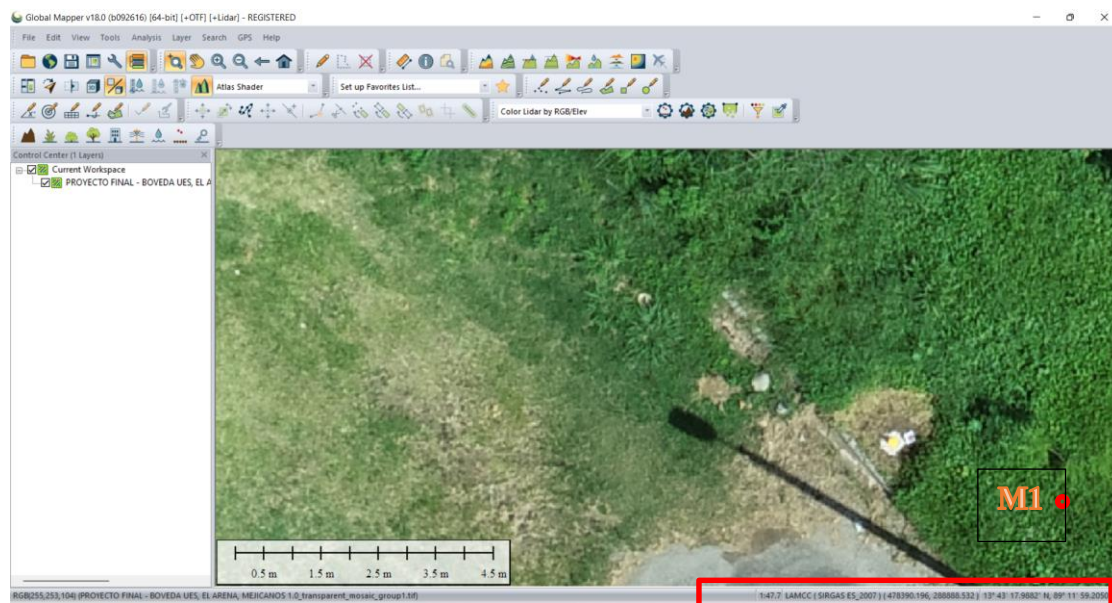 Global Mapper v18.0 (b092616) [64-bit] [+OTF] [+Lidar] - REGISTERED
File Edit View Tools Analysis Layer Search GPS Help
Atlas Shader
Set up Favorites List...
Color Lidar by RGB/Elev
Control Center (1 Layers)
Current Workspace
PROYECTO FINAL - BOVEDA UES, EL A
M1
0.5 m 1.5 m 2.5 m 3.5 m 4.5 m
RGB(255,253,104) (PROYECTO FINAL - BOVEDA UES, EL ARENA, MEJICANOS 1.0_transparent_mosaic_group1.tif)
1:47.7 LAMCC ( SIRGAS ES_2007 ) ( 478390.196, 288888.532 ) 13° 43' 17.9882" N, 89° 11' 59.2050